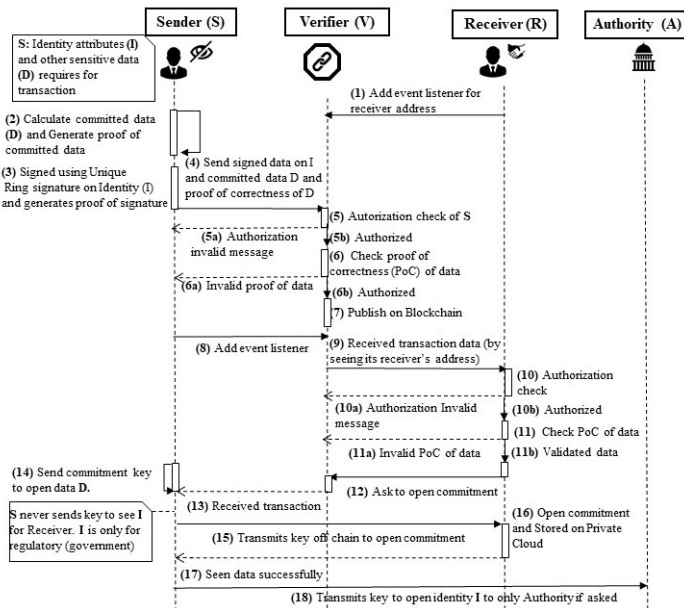 Sender (S)
Verifier (V)
Receiver (R)
Authority (A)
S: Identity attributes (I)
and other sensitive data
(D) requires for
transaction
(1) Add event listener for
receiver address
(2) Calculate committed data
(D) and Generate proof of
committed data
(3) Signed using Unique
Ring signature on Identity (I)
and generates proof of signature
(4) Send signed data on I
and committed data D and
proof of correctness of D
(5) Autorization check of S
(5a) Authorization
invalid message
(5b) Authorized
(6) Check proof of
correctness (PoC) of data
(6a) Invalid proof of data
(6b) Authorized
(7) Publish on Blockchain
(8) Add event listener
(9) Received transaction data (by
seeing its receiver's address)
(10) Authorization
check
(10a) Authorization Invalid
message
(10b) Authorized
(11) Check PoC of data
(11a) Invalid PoC of data
(11b) Validated data
(12) Ask to open commitment
(13) Received transaction
(14) Send commitment key
to open data D.
S never sends key to see I
for Receiver. I is only for
regulatory (government)
(15) Transmits key off chain to open commitment
(16) Open commitment
and Stored on Private
Cloud
(17) Seen data successfully
(18) Transmits key to open identity I to only Authority if asked